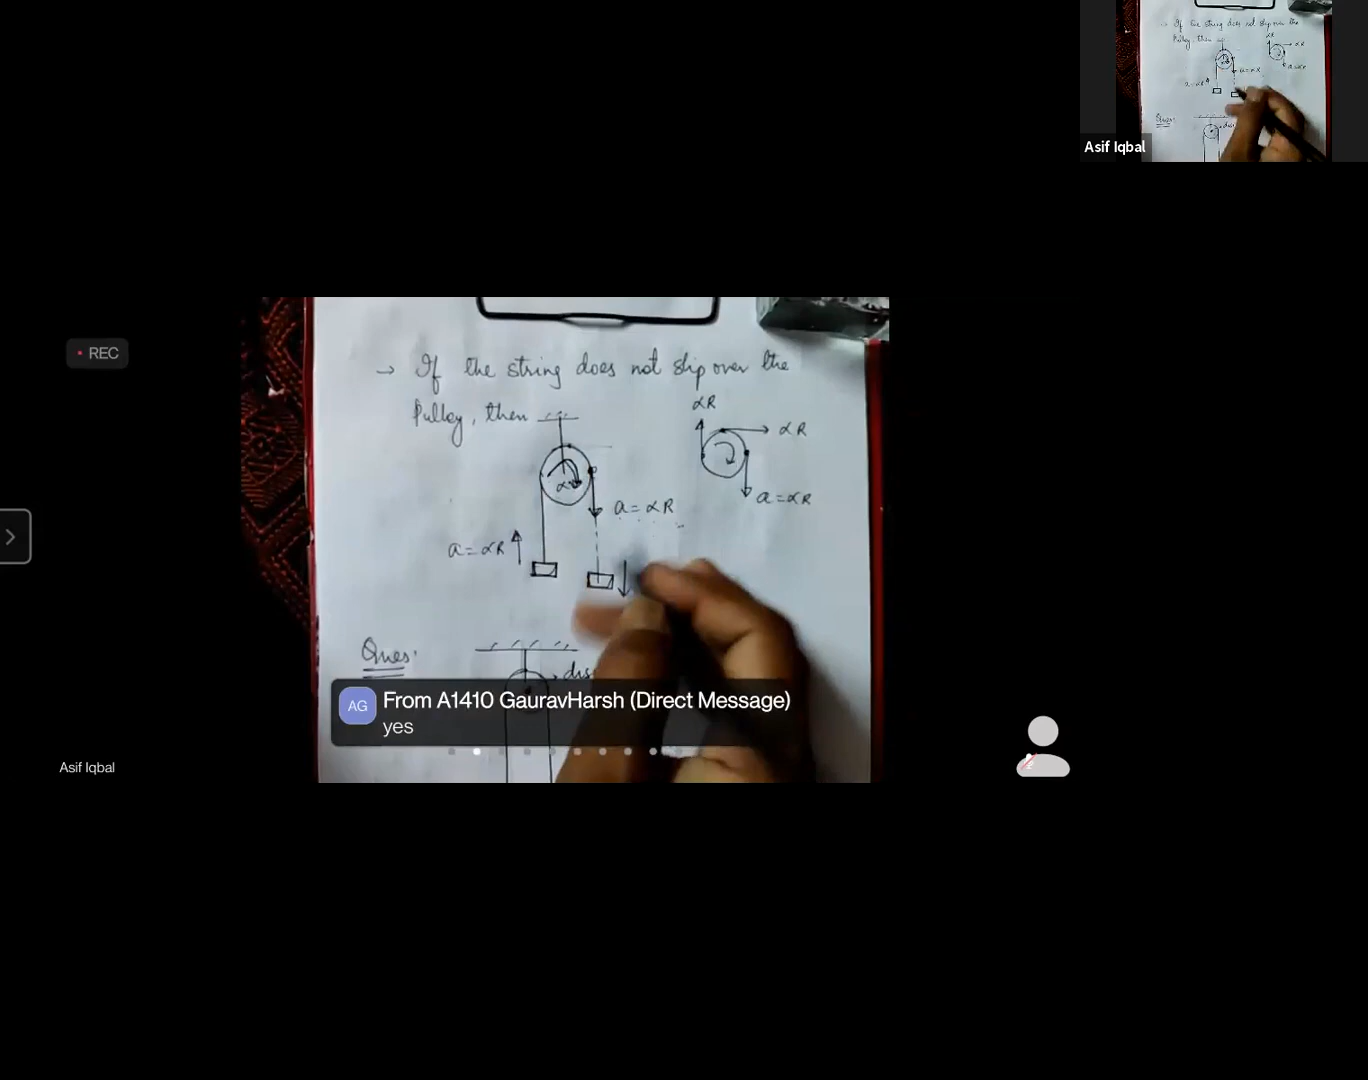 Asif Iqbal
REC
→ If the string does not slip over the
Pulley, then
αR
αR
a = αR
α
a = αR
a = αR
Ques:
AG
From A1410 GauravHarsh (Direct Message)
yes
Asif Iqbal